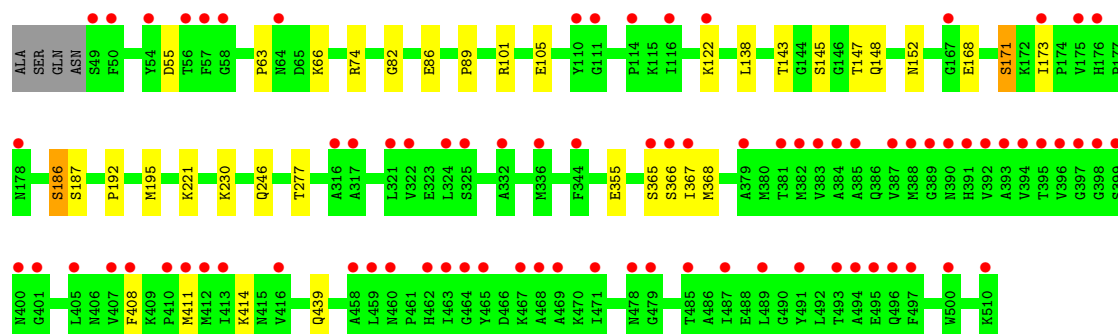 ALA SER GLN ASN S49 F50 Y54 D55 T56 F57 G58 P63 N64 D65 K66 R74 G82 E86 P89 R101 E105 Y110 G111 P114 K115 I116 K122 L138 T143 G144 S145 G146 T147 Q148 N152 G167 E168 S171 K172 I173 P174 V175 H176 P177
N178 S186 S187 P192 M195 K221 K230 Q246 T277 A316 A317 L321 V322 E323 L324 S325 A332 M336 F344 E355 S365 S366 I367 M368 A379 M380 T381 M382 V383 A384 A385 Q386 V387 M388 G389 N390 H391 V392 A393 V394 T395 V396 G397 G398 S399
N400 G401 L405 N406 V407 F408 K409 P410 M411 M412 I413 K414 N415 V416 Q439 A458 L459 N460 P461 H462 I463 G464 Y465 D466 K467 A468 A469 K470 I471 N478 G479 T485 A486 I487 E488 L489 G490 Y491 L492 T493 A494 E495 Q496 F497 W500 K510